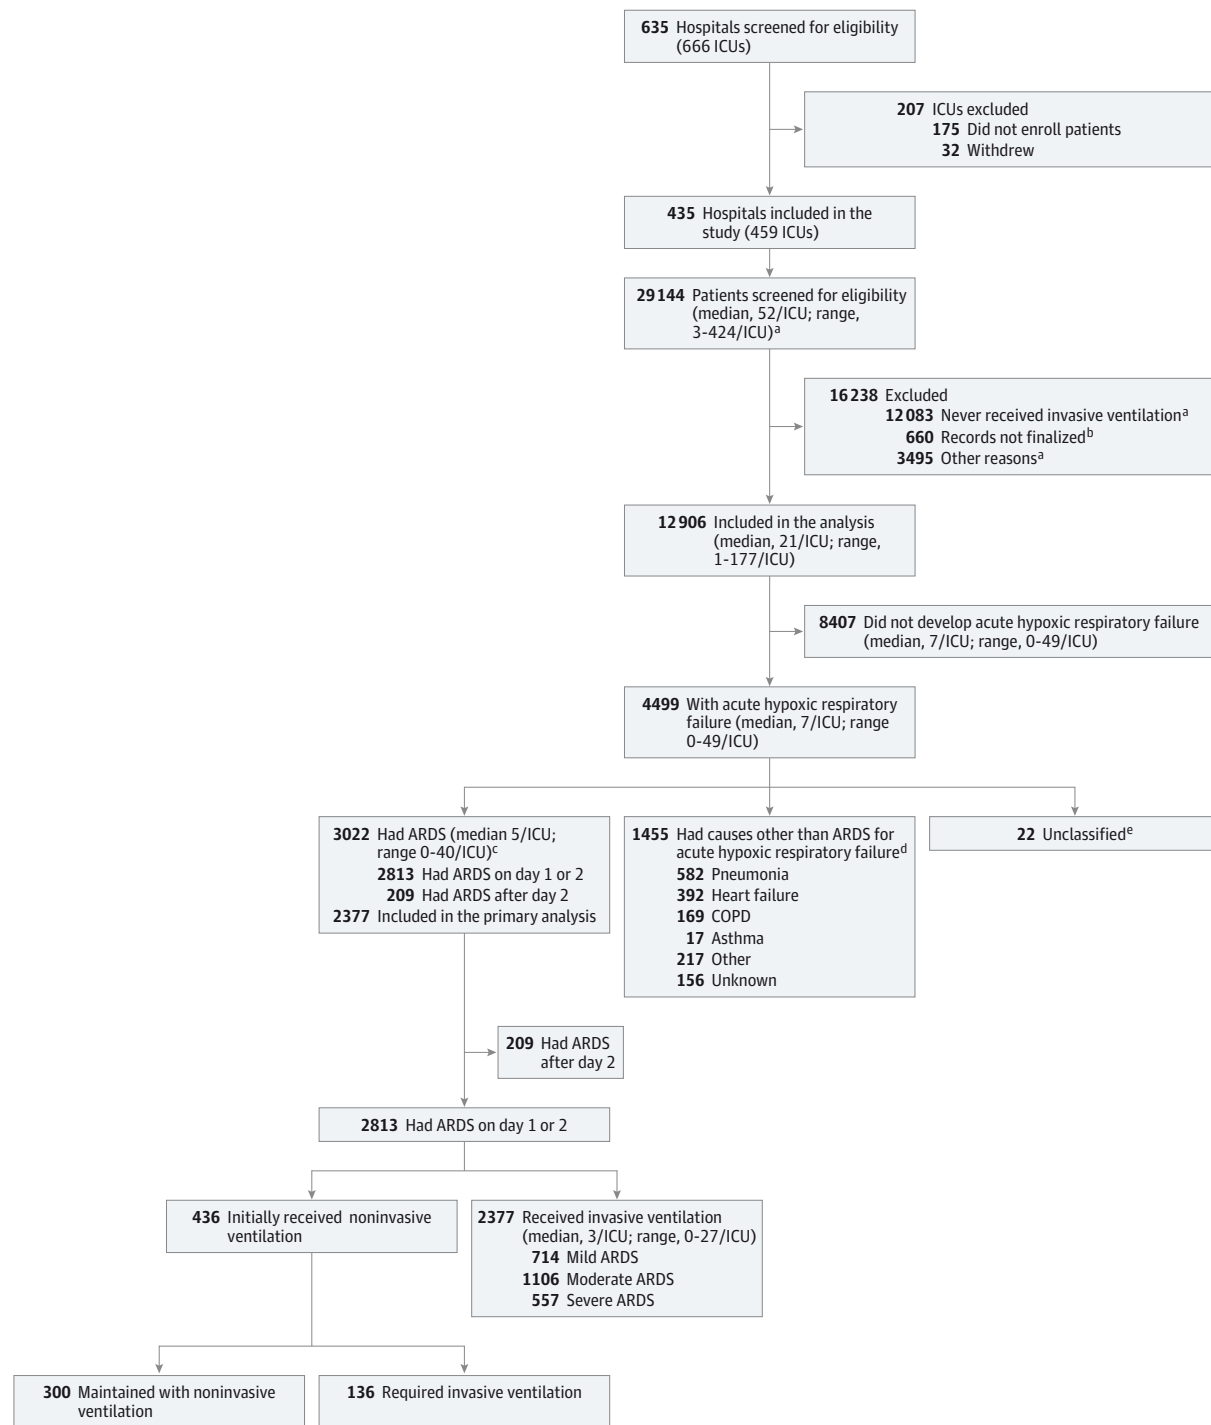 635 Hospitals screened for eligibility
(666 ICUs)
207 ICUs excluded
175 Did not enroll patients
32 Withdrew
435 Hospitals included in the
study (459 ICUs)
29144 Patients screened for eligibility
(median, 52/ICU; range,
3-424/ICU)a
16238 Excluded
12083 Never received invasive ventilationa
660 Records not finalizedb
3495 Other reasonsa
12906 Included in the analysis
(median, 21/ICU; range,
1-177/ICU)
8407 Did not develop acute hypoxic respiratory failure
(median, 7/ICU; range, 0-49/ICU)
4499 With acute hypoxic respiratory
failure (median, 7/ICU; range
0-49/ICU)
3022 Had ARDS (median 5/ICU;
range 0-40/ICU)c
2813 Had ARDS on day 1 or 2
209 Had ARDS after day 2
2377 Included in the primary analysis
1455 Had causes other than ARDS for
acute hypoxic respiratory failured
582 Pneumonia
392 Heart failure
169 COPD
17 Asthma
217 Other
156 Unknown
22 Unclassifiede
209 Had ARDS
after day 2
2813 Had ARDS on day 1 or 2
436 Initially received noninvasive
ventilation
2377 Received invasive ventilation
(median, 3/ICU; range, 0-27/ICU)
714 Mild ARDS
1106 Moderate ARDS
557 Severe ARDS
300 Maintained with noninvasive
ventilation
136 Required invasive ventilation